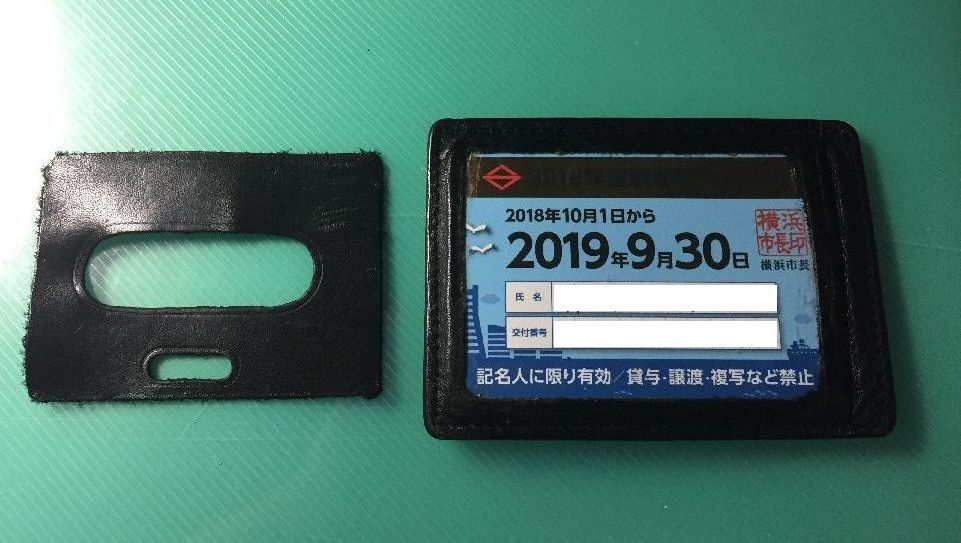 2018年10月1日から
2019年9月30日
横浜
市長印
横浜市長
氏名
交付番号
記名人に限り有効／貸与・譲渡・複写など禁止